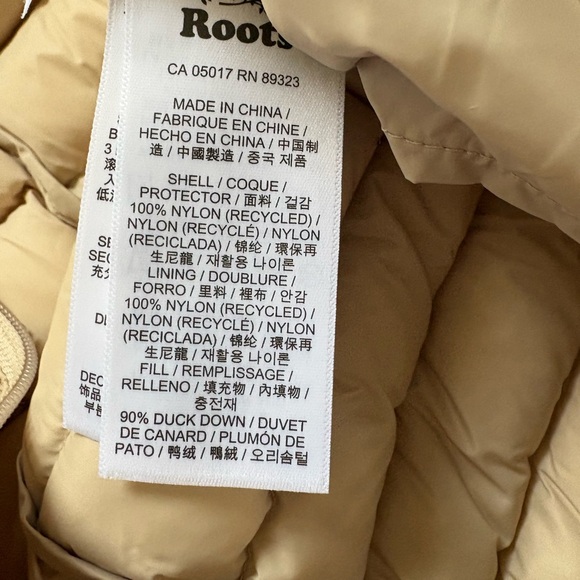 Roots
CA 05017 RN 89323
MADE IN CHINA /
FABRIQUE EN CHINE /
HECHO EN CHINA / 中国制
造 / 中國製造 / 중국 제품
SHELL / COQUE /
PROTECTOR / 面料 / 겉감
100% NYLON (RECYCLED) /
NYLON (RECYCLÉ) / NYLON
(RECICLADA) / 锦纶 / 環保再
生尼龍 / 재활용 나이론
LINING / DOUBLURE /
FORRO / 里料 / 裡布 / 안감
100% NYLON (RECYCLED) /
NYLON (RECYCLÉ) / NYLON
(RECICLADA) / 锦纶 / 環保再
生尼龍 / 재활용 나이론
FILL / REMPLISSAGE /
RELLENO / 填充物 / 內填物 /
충전재
90% DUCK DOWN / DUVET
DE CANARD / PLUMÓN DE
PATO / 鸭绒 / 鴨絨 / 오리솜털